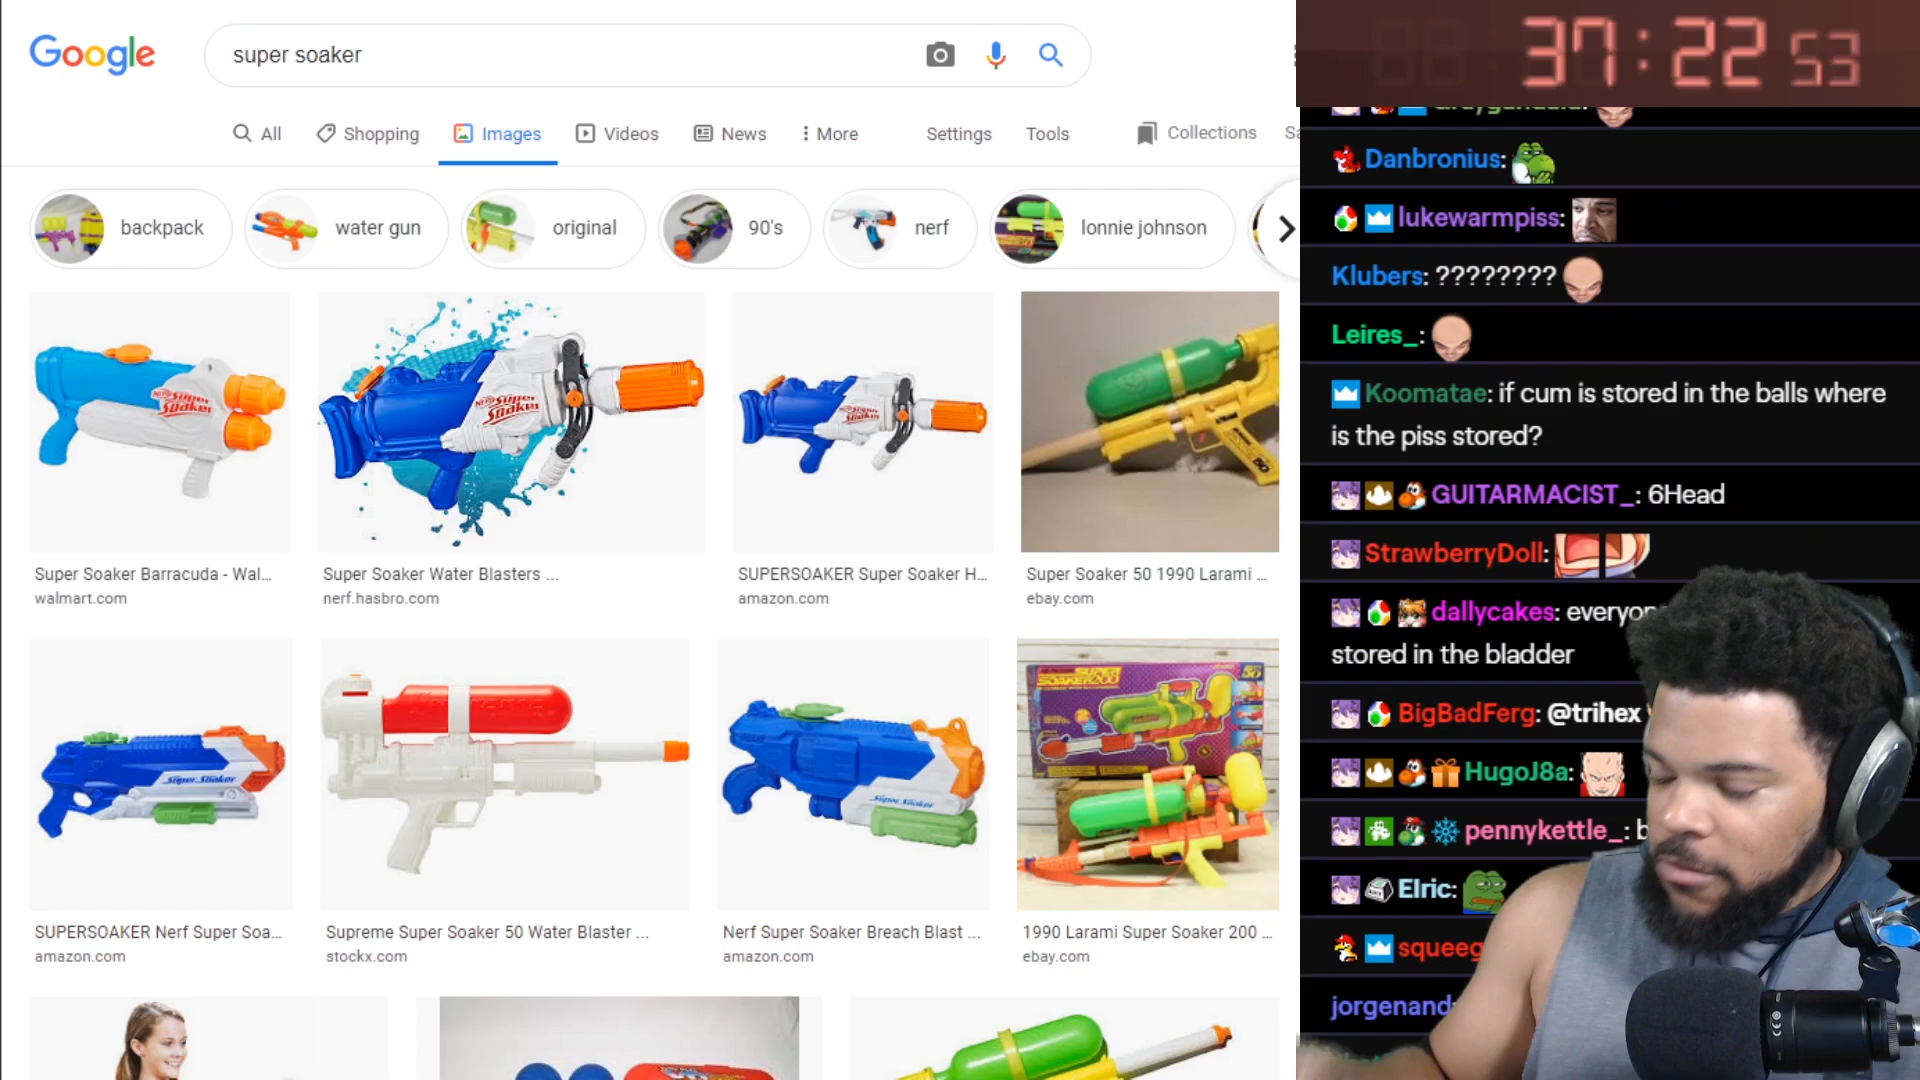 Google
super soaker
All
Shopping
Images
Videos
News
More
Settings
Tools
Collections
backpack
water gun
original
90's
nerf
lonnie johnson
Super Soaker Barracuda - Wal...
walmart.com
Super Soaker Water Blasters ...
nerf.hasbro.com
SUPERSOAKER Super Soaker H...
amazon.com
Super Soaker 50 1990 Larami ...
ebay.com
SUPERSOAKER Nerf Super Soa...
amazon.com
Supreme Super Soaker 50 Water Blaster ...
stockx.com
Nerf Super Soaker Breach Blast ...
amazon.com
1990 Larami Super Soaker 200 ...
ebay.com
37:22 53
Danbronius:
lukewarmpiss:
Klubers: ????????
Leires_:
Koomatae: if cum is stored in the balls where
is the piss stored?
GUITARMACIST_: 6Head
StrawberryDoll:
dallycakes:
stored in the bladder
BigBadFerg: @trihex
HugoJ8a:
pennykettle_: b
Elric:
squeeg
jorgenand